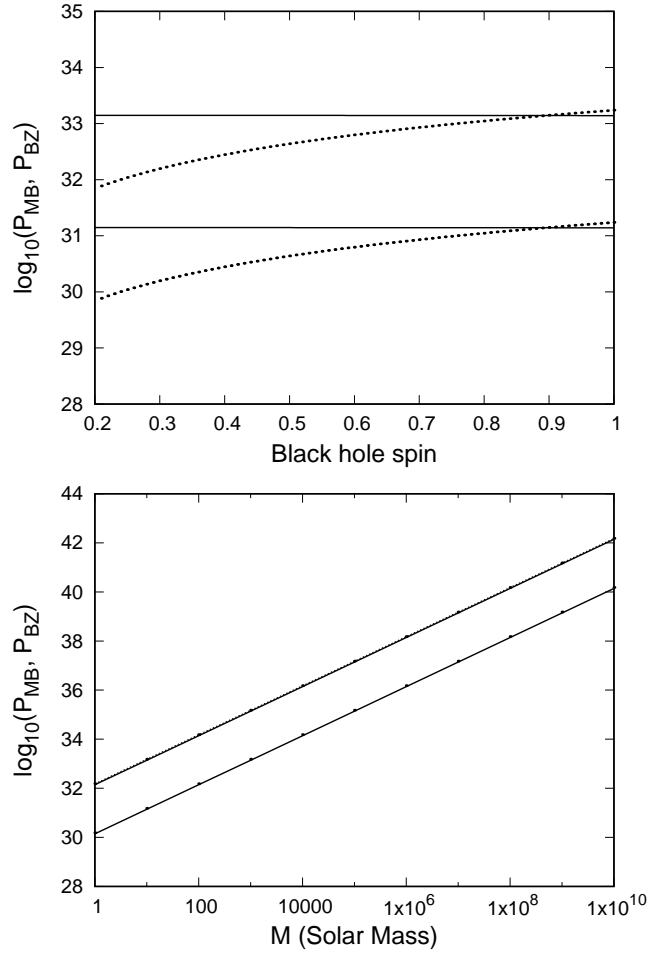 35
34
33
32
31
30
29
28
log10(PMB, PBZ)
0.2 0.3 0.4 0.5 0.6 0.7 0.8 0.9 1
Black hole spin
44
42
40
38
36
34
32
30
28
log10(PMB, PBZ)
1 100 10000 1x10^6 1x10^8 1x10^10
M (Solar Mass)